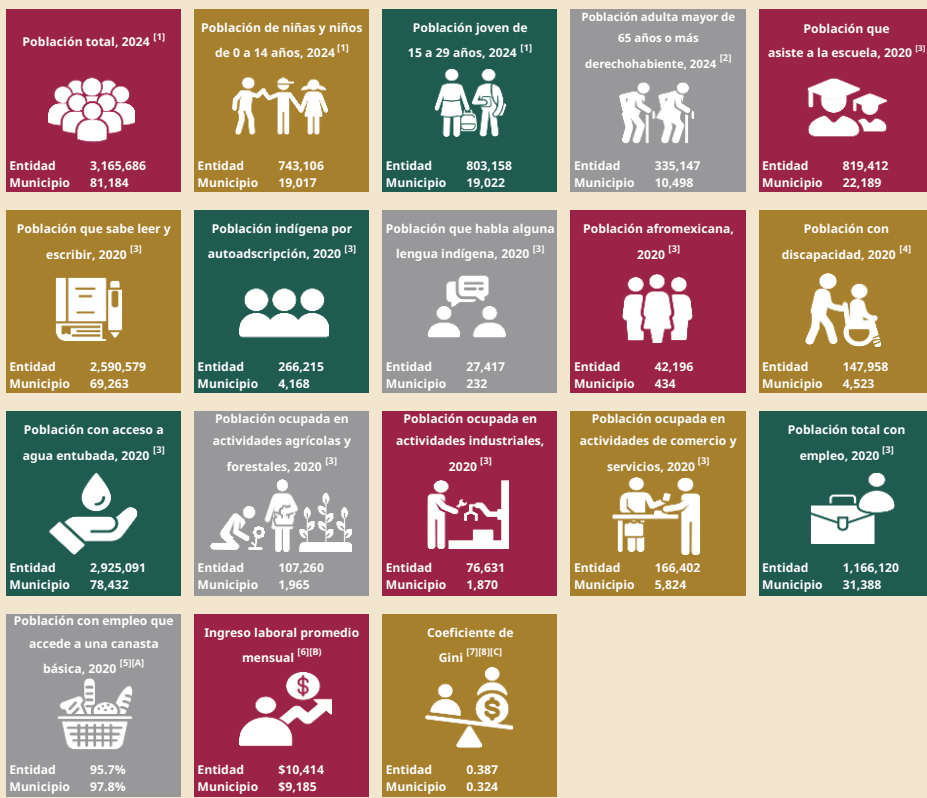 Población total, 2024 [1]
Entidad 3,165,686
Municipio 81,184
Población de niñas y niños
de 0 a 14 años, 2024 [1]
Entidad 743,106
Municipio 19,017
Población joven de
15 a 29 años, 2024 [1]
Entidad 803,158
Municipio 19,022
Población adulta mayor de
65 años o más
derechohabiente, 2024 [2]
Entidad 335,147
Municipio 10,498
Población que
asiste a la escuela, 2020 [3]
Entidad 819,412
Municipio 22,189
Población que sabe leer y
escribir, 2020 [3]
Entidad 2,590,579
Municipio 69,263
Población indígena por
autoadscripción, 2020 [3]
Entidad 266,215
Municipio 4,168
Población que habla alguna
lengua indígena, 2020 [3]
Entidad 27,417
Municipio 232
Población afromexicana,
2020 [3]
Entidad 42,196
Municipio 434
Población con
discapacidad, 2020 [4]
Entidad 147,958
Municipio 4,523
Población con acceso a
agua entubada, 2020 [3]
Entidad 2,925,091
Municipio 78,432
Población ocupada en
actividades agrícolas y
forestales, 2020 [3]
Entidad 107,260
Municipio 1,965
Población ocupada en
actividades industriales,
2020 [3]
Entidad 76,631
Municipio 1,870
Población ocupada en
actividades de comercio y
servicios, 2020 [3]
Entidad 166,402
Municipio 5,824
Población total con
empleo, 2020 [3]
Entidad 1,166,120
Municipio 31,388
Población con empleo que
accede a una canasta
básica, 2020 [5][A]
Entidad 95.7%
Municipio 97.8%
Ingreso laboral promedio
mensual [6][B]
$
Entidad $10,414
Municipio $9,185
Coeficiente de
Gini [7][8][C]
$
Entidad 0.387
Municipio 0.324